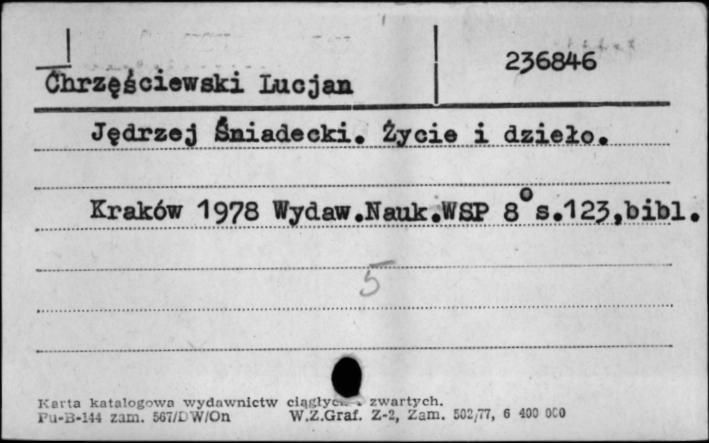 236846
Chrzęściewski Lucjan
Jędrzej Śniadecki. Życie i dzieło.
Kraków 1978 Wydaw.Nauk.WSP 8° s.123,bibl.
5
Karta katalogowa wydawnictw ciągłych i zwartych.
Pu-B-144 zam. 567/DW/On W.Z.Graf. Z-2, Zam. 502/77, 6 400 000